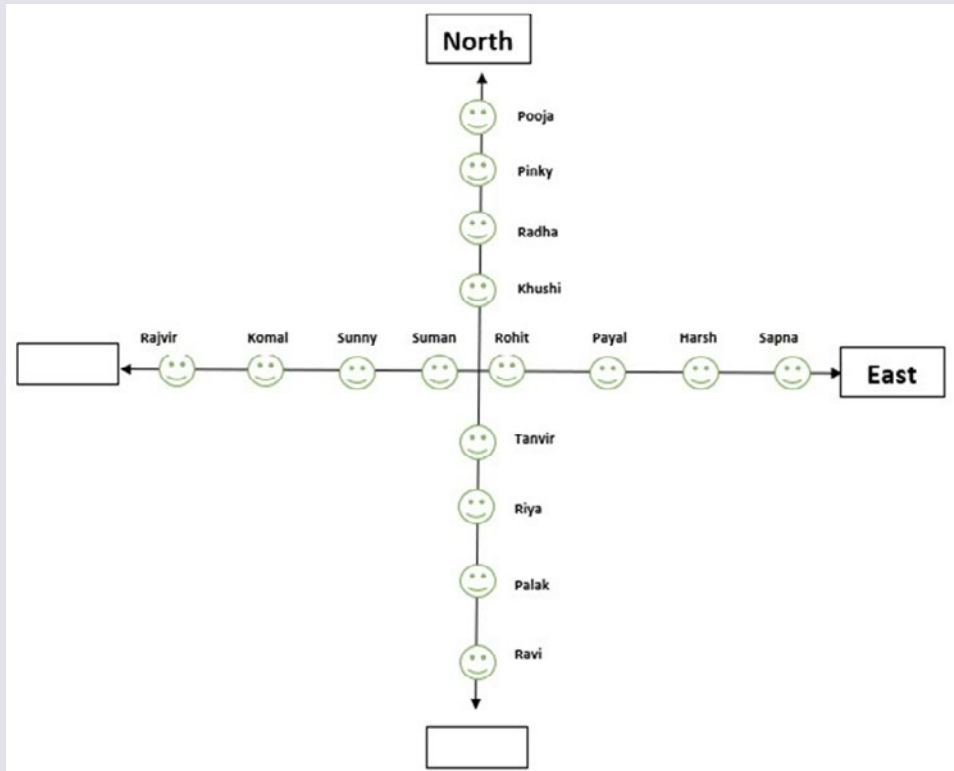 North
Pooja
Pinky
Radha
Khushi
Rajvir Komal Sunny Suman Rohit Payal Harsh Sapna
East
Tanvir
Riya
Palak
Ravi